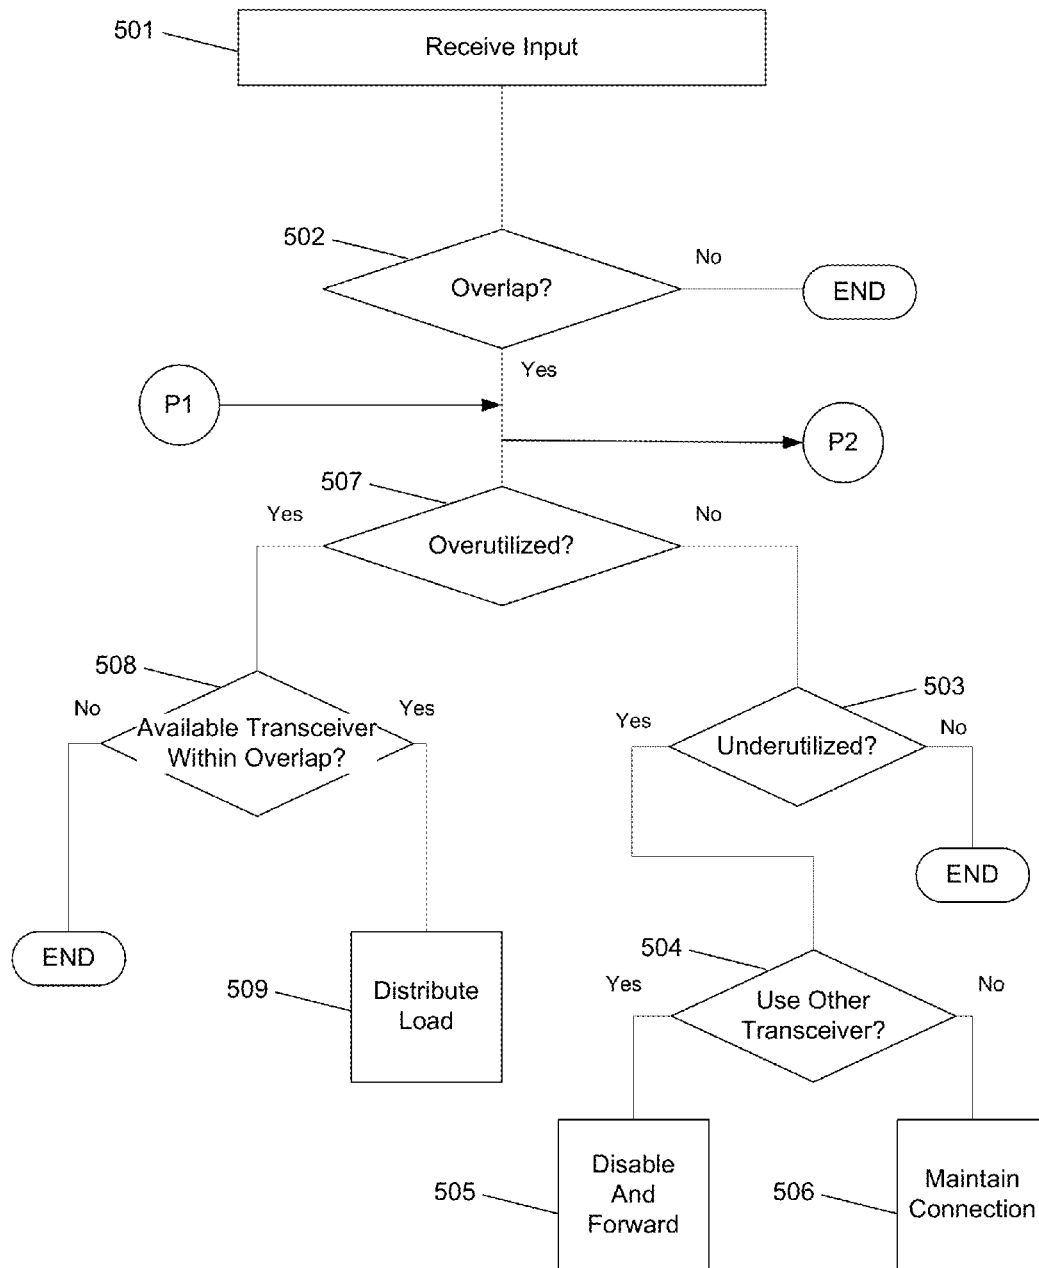 501
Receive Input
502
Overlap?
No
END
Yes
P1
P2
507
Yes
Overutilized?
No
508
No
Available Transceiver
Within Overlap?
Yes
503
Yes
Underutilized?
No
END
END
504
Yes
Use Other
Transceiver?
No
509
Distribute
Load
505
Disable
And
Forward
506
Maintain
Connection